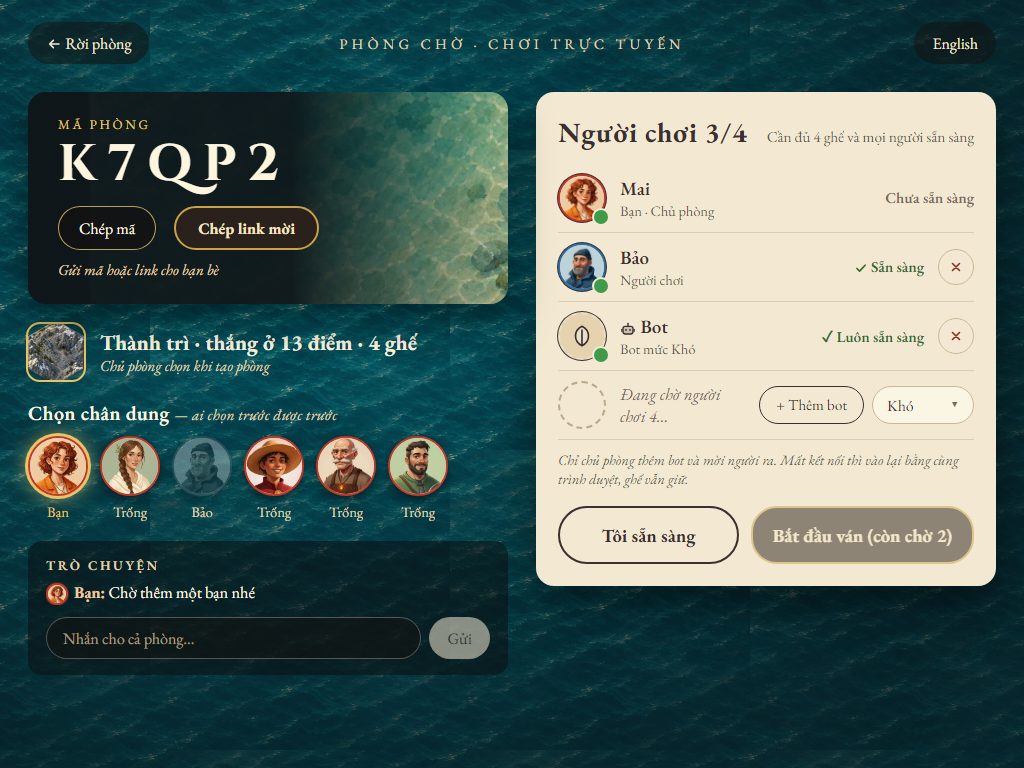 ← Rời phòng
PHÒNG CHỜ · CHƠI TRỰC TUYẾN
English
MÃ PHÒNG
K7QP2
Chép mã
Chép link mời
Gửi mã hoặc link cho bạn bè
Thành trì · thắng ở 13 điểm · 4 ghế
Chủ phòng chọn khi tạo phòng
Chọn chân dung — ai chọn trước được trước
Bạn
Trống
Bảo
Trống
Trống
Trống
TRÒ CHUYỆN
Bạn: Chờ thêm một bạn nhé
Nhắn cho cả phòng...
Gửi
Người chơi 3/4
Cần đủ 4 ghế và mọi người sẵn sàng
Mai
Bạn · Chủ phòng
Chưa sẵn sàng
Bảo
Người chơi
✓ Sẵn sàng
✕
Bot
Bot mức Khó
✓ Luôn sẵn sàng
✕
Đang chờ người
chơi 4...
+ Thêm bot
Khó
Chỉ chủ phòng thêm bot và mời người ra. Mất kết nối thì vào lại bằng cùng
trình duyệt, ghế vẫn giữ.
Tôi sẵn sàng
Bắt đầu ván (còn chờ 2)